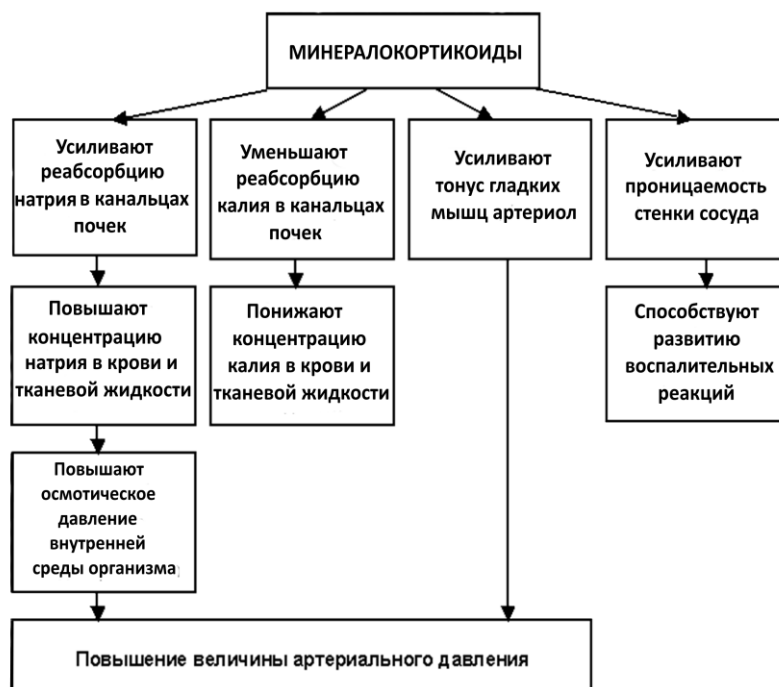 МИНЕРАЛОКОРТИКОИДЫ
Усиливают
реабсорбцию
натрия в канальцах
почек
Уменьшают
реабсорбцию
калия в канальцах
почек
Усиливают
тонус гладких
мышц артериол
Усиливают
проницаемость
стенки сосуда
Повышают
концентрацию
натрия в крови и
тканевой жидкости
Понижают
концентрацию
калия в крови и
тканевой жидкости
Способствуют
развитию
воспалительных
реакций
Повышают
осмотическое
давление
внутренней
среды организма
Повышение величины артериального давления